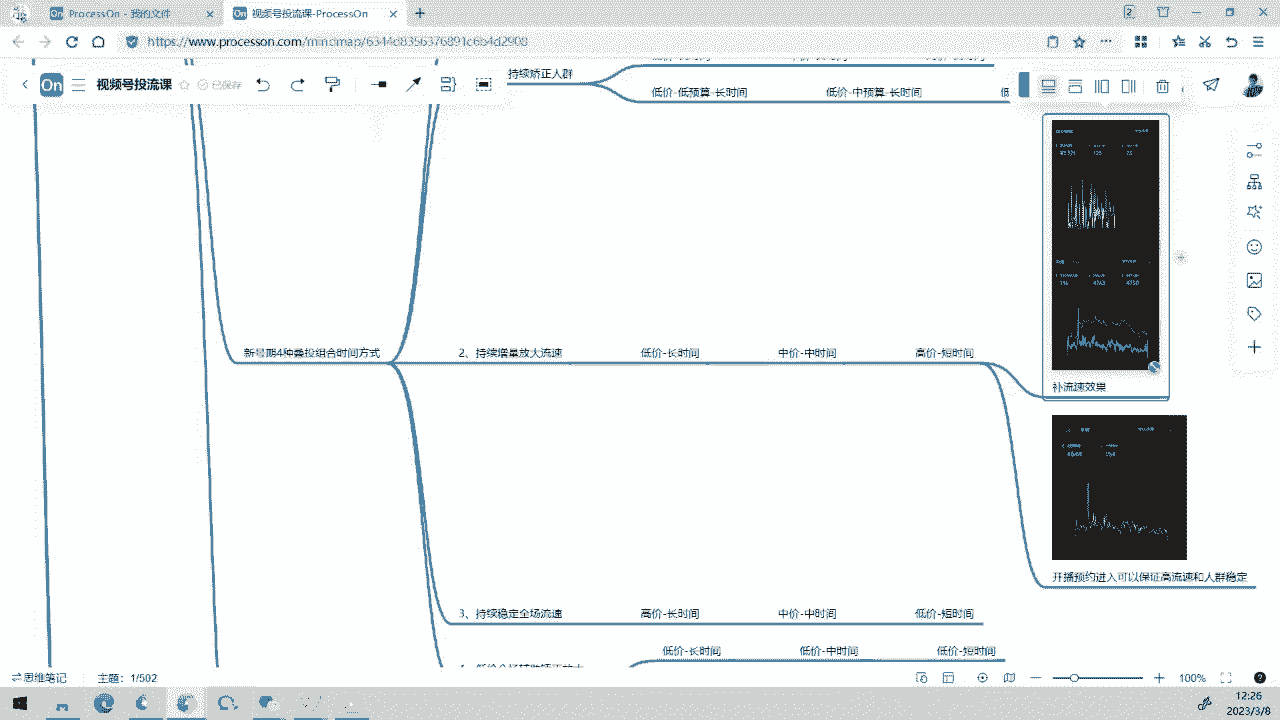 ProcessOn - 我的文件
视频号投流课-ProcessOn
2
On
视频号投流课
已保存
持续矫正人群
低价-低预算-长时间
低价-中预算-长时间
新号期4种叠投组合时间方式
2、持续增量放大流速
低价-长时间
中价-中时间
高价-短时间
补流速效果
开播预约进入可以保证高流速和人群稳定
3、持续稳定全场流速
高价-长时间
中价-中时间
低价-短时间
低价-长时间
低价-中时间
低价-短时间
思维笔记
主题：1/502
100%
12:26
2023/3/8